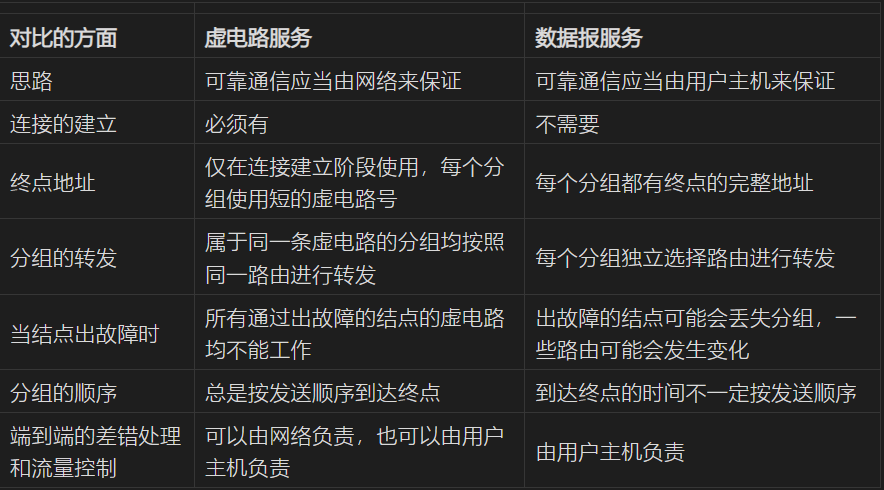 对比的方面 虚电路服务 数据报服务
思路 可靠通信应当由网络来保证 可靠通信应当由用户主机来保证
连接的建立 必须有 不需要
终点地址 仅在连接建立阶段使用，每个分
组使用短的虚电路号 每个分组都有终点的完整地址
分组的转发 属于同一条虚电路的分组均按照
同一路由进行转发 每个分组独立选择路由进行转发
当结点出故障时 所有通过出故障的结点的虚电路
均不能工作 出故障的结点可能会丢失分组，一
些路由可能会发生变化
分组的顺序 总是按发送顺序到达终点 到达终点的时间不一定按发送顺序
端到端的差错处理
和流量控制 可以由网络负责，也可以由用户
主机负责 由用户主机负责